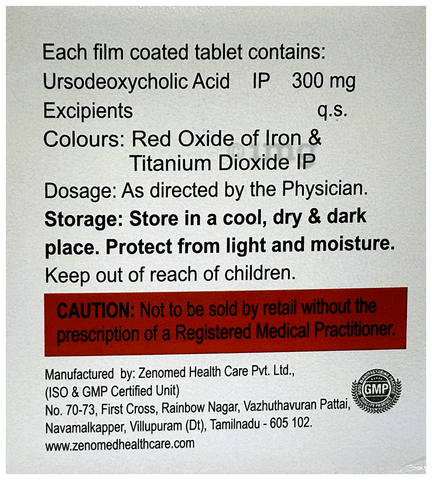 Each film coated tablet contains:
Ursodeoxycholic Acid IP 300 mg
Excipients q.s.
Colours: Red Oxide of Iron &
Titanium Dioxide IP
Dosage: As directed by the Physician.
Storage: Store in a cool, dry & dark
place. Protect from light and moisture.
Keep out of reach of children.
CAUTION: Not to be sold by retail without the
prescription of a Registered Medical Practitioner.
Manufactured by: Zenomed Health Care Pvt. Ltd.,
(ISO & GMP Certified Unit)
No. 70-73, First Cross, Rainbow Nagar, Vazhuthavuran Pattai,
Navamalkapper, Villupuram (Dt), Tamilnadu - 605 102.
www.zenomedhealthcare.com
GMP